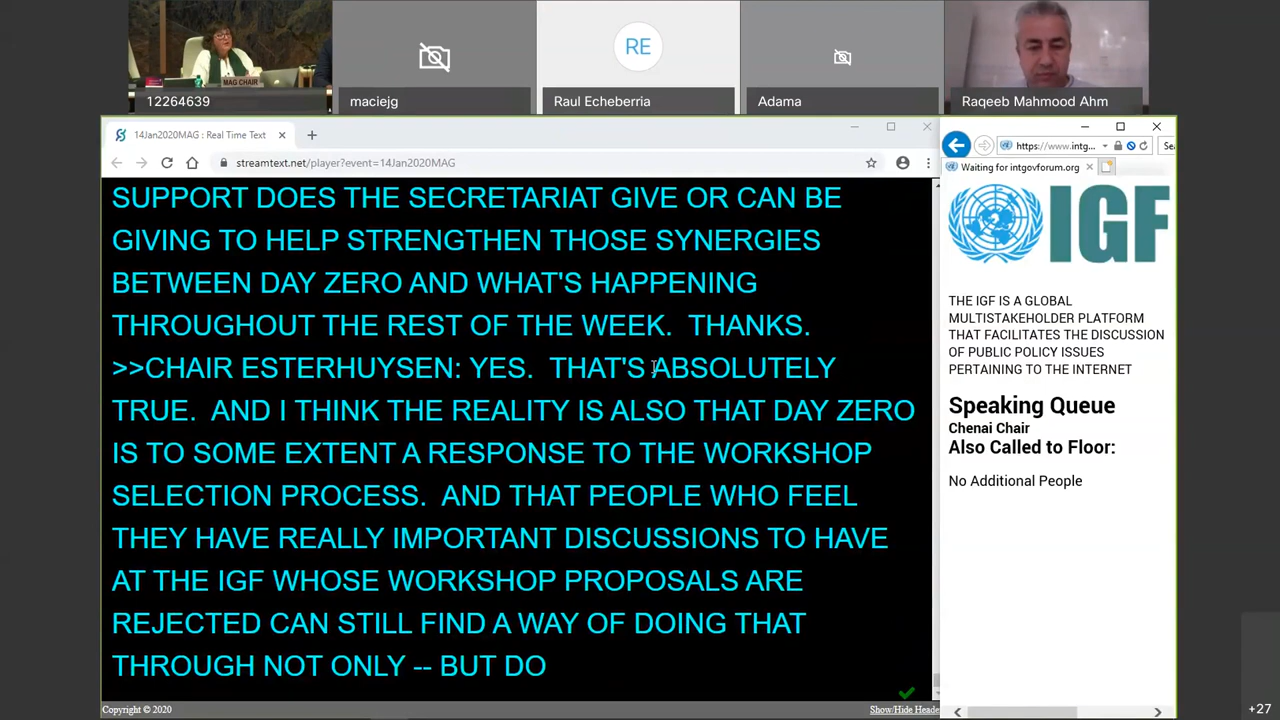 MAG CHAIR
RE
12264639
maciejg
Raul Echeberria
Adama
Raqeeb Mahmood Ahm
14Jan2020MAG : Real Time Text
streamtext.net/player?event=14Jan2020MAG
SUPPORT DOES THE SECRETARIAT GIVE OR CAN BE
GIVING TO HELP STRENGTHEN THOSE SYNERGIES
BETWEEN DAY ZERO AND WHAT'S HAPPENING
THROUGHOUT THE REST OF THE WEEK. THANKS.
>>CHAIR ESTERHUYSEN: YES. THAT'S ABSOLUTELY
TRUE. AND I THINK THE REALITY IS ALSO THAT DAY ZERO
IS TO SOME EXTENT A RESPONSE TO THE WORKSHOP
SELECTION PROCESS. AND THAT PEOPLE WHO FEEL
THEY HAVE REALLY IMPORTANT DISCUSSIONS TO HAVE
AT THE IGF WHOSE WORKSHOP PROPOSALS ARE
REJECTED CAN STILL FIND A WAY OF DOING THAT
THROUGH NOT ONLY -- BUT DO
Copyright © 2020
Show/Hide Heade
https://www.intg...
Sea
Waiting for intgovforum.org
IGF
THE IGF IS A GLOBAL
MULTISTAKEHOLDER PLATFORM
THAT FACILITATES THE DISCUSSION
OF PUBLIC POLICY ISSUES
PERTAINING TO THE INTERNET
Speaking Queue
Chenai Chair
Also Called to Floor:
No Additional People
+27